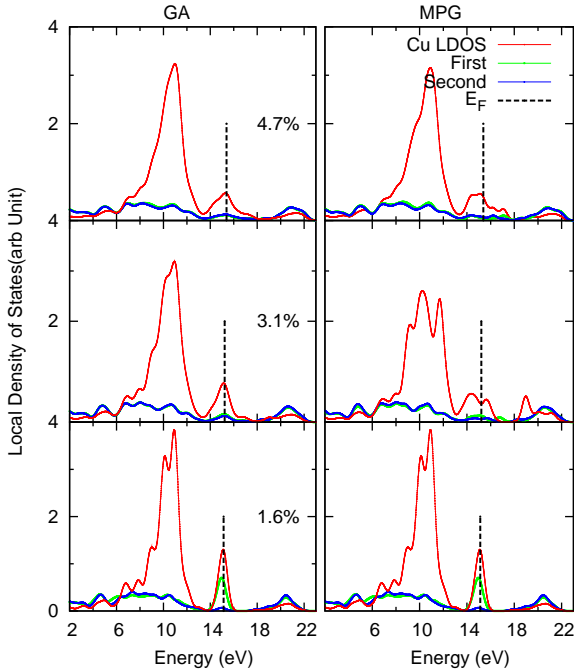 GA MPG
Local Density of States(arb Unit)
4
2
4.7%
Cu LDOS
First
Second
E_F
4
2
3.1%
4
2
0
1.6%
2 6 10 14 18 22
6 10 14 18 22
Energy (eV) Energy (eV)